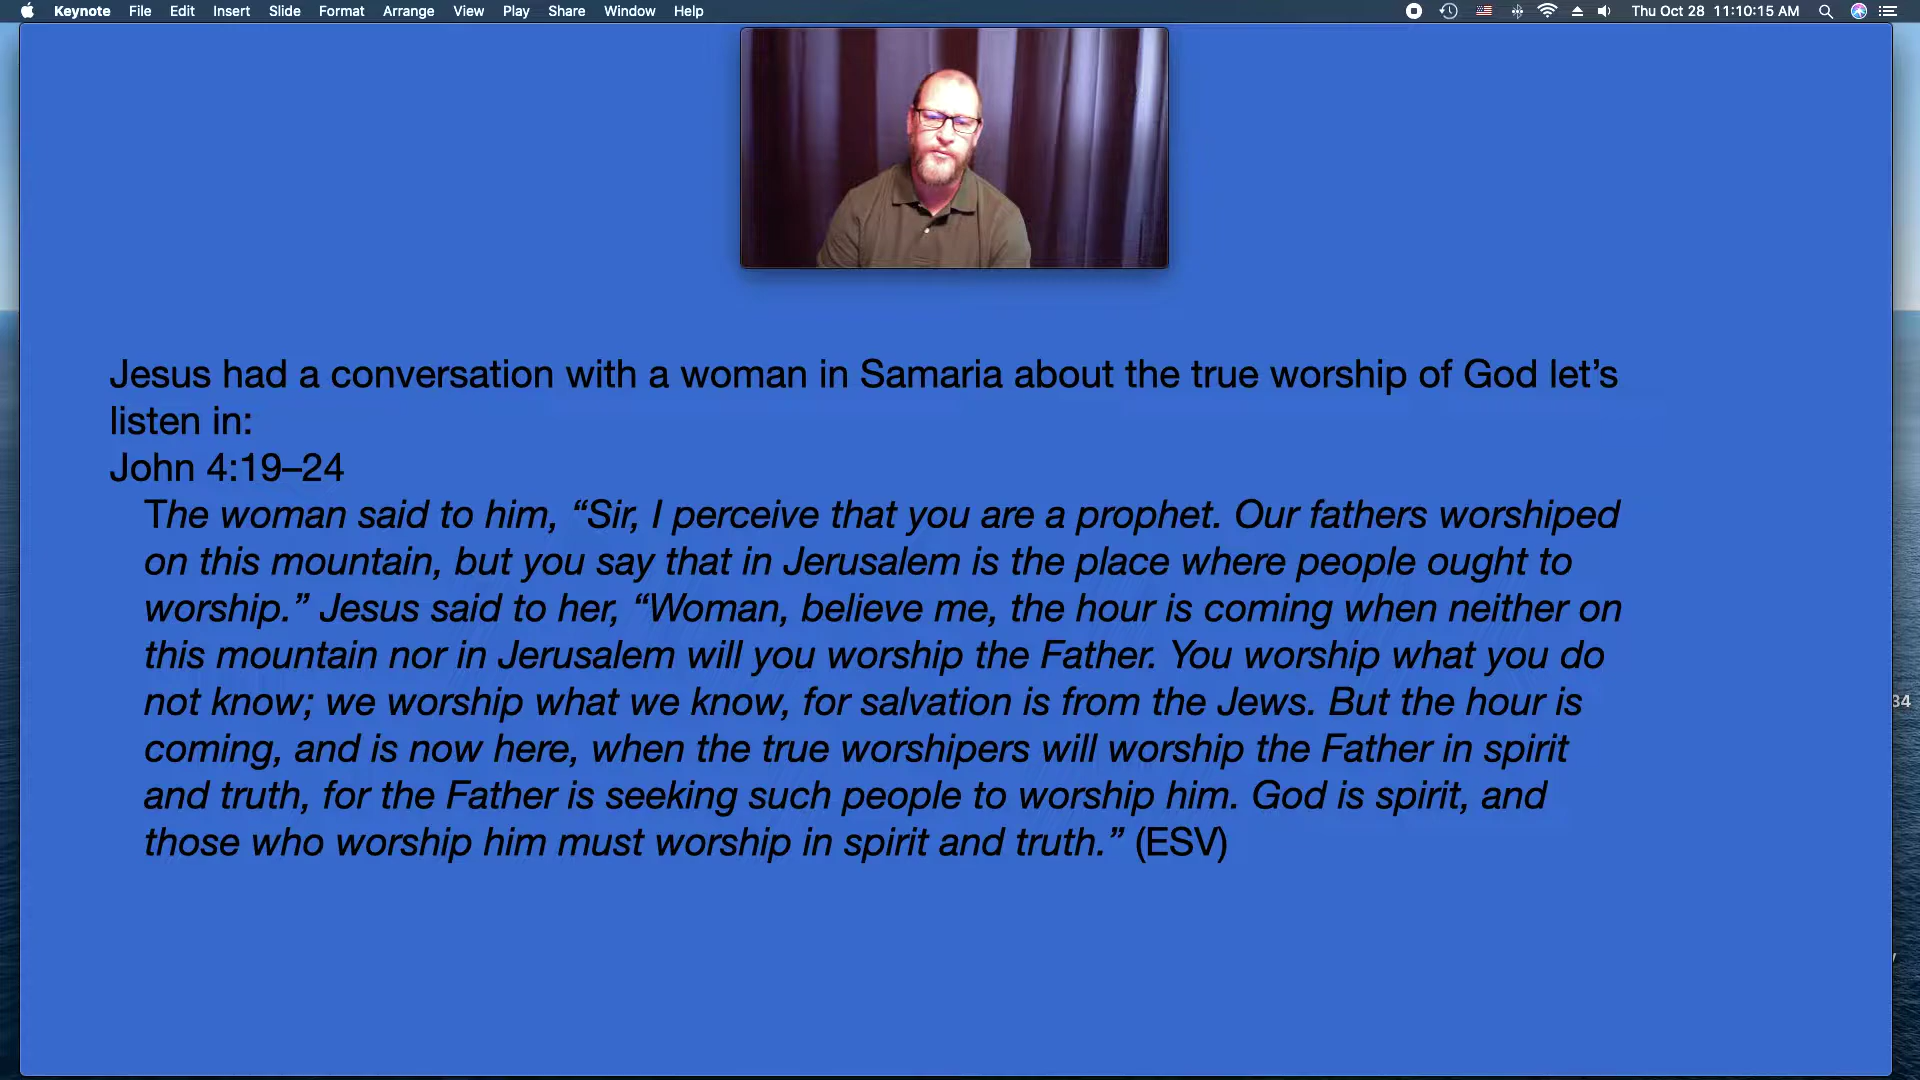 Keynote File Edit Insert Slide Format Arrange View Play Share Window Help Thu Oct 28 11:10:15 AM
Jesus had a conversation with a woman in Samaria about the true worship of God let’s
listen in:
John 4:19–24
The woman said to him, “Sir, I perceive that you are a prophet. Our fathers worshiped
on this mountain, but you say that in Jerusalem is the place where people ought to
worship.” Jesus said to her, “Woman, believe me, the hour is coming when neither on
this mountain nor in Jerusalem will you worship the Father. You worship what you do
not know; we worship what we know, for salvation is from the Jews. But the hour is
coming, and is now here, when the true worshipers will worship the Father in spirit
and truth, for the Father is seeking such people to worship him. God is spirit, and
those who worship him must worship in spirit and truth.” (ESV)